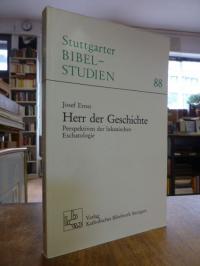 Stuttgarter
BIBEL-
STUDIEN
88
Josef Ernst
Herr der Geschichte
Perspektiven der lukanischen
Eschatologie
Verlag
Katholisches Bibelwerk Stuttgart